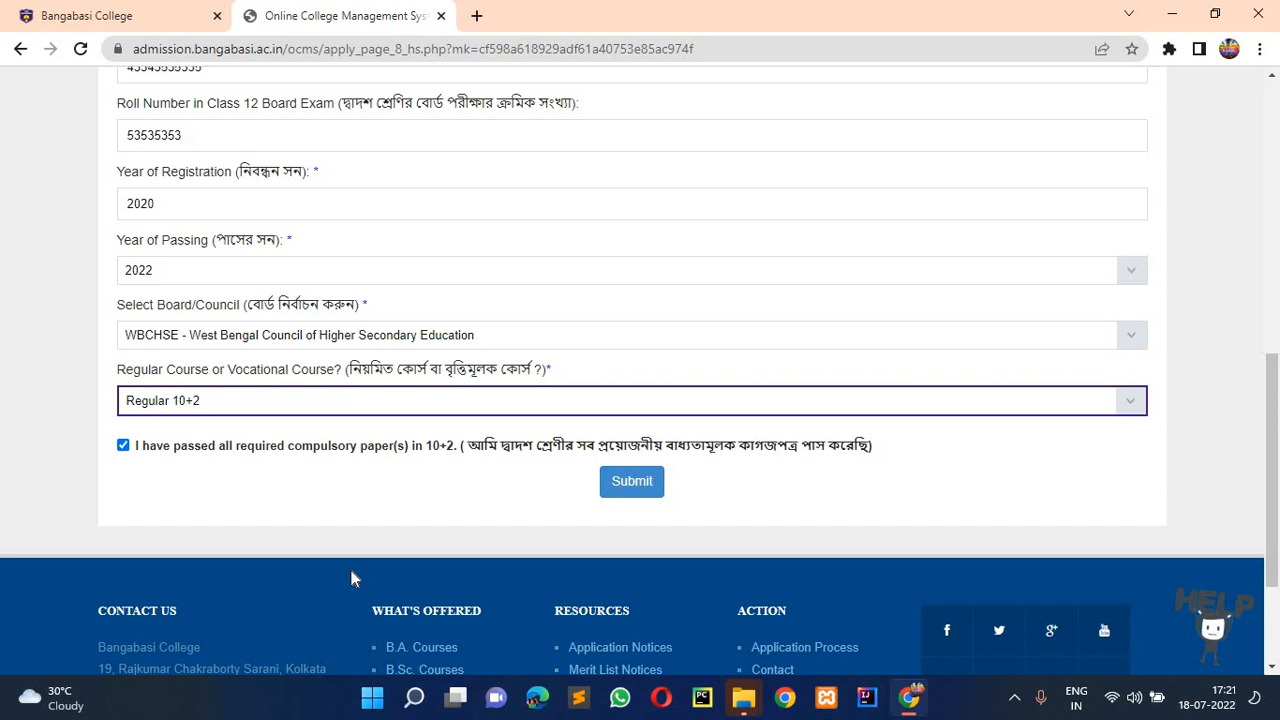 Bangabasi College
Online College Management Sys
admission.bangabasi.ac.in/ocms/apply_page_8_hs.php?mk=cf598a618929adf61a40753e85ac974f
Roll Number in Class 12 Board Exam (দ্বাদশ শ্রেণির বোর্ড পরীক্ষার ক্রমিক সংখ্যা):
53535353
Year of Registration (নিবন্ধন সন): *
2020
Year of Passing (পাসের সন): *
2022
Select Board/Council (বোর্ড নির্বাচন করুন) *
WBCHSE - West Bengal Council of Higher Secondary Education
Regular Course or Vocational Course? (নিয়মিত কোর্স বা বৃত্তিমূলক কোর্স ?)*
Regular 10+2
I have passed all required compulsory paper(s) in 10+2. ( আমি দ্বাদশ শ্রেণীর সব প্রয়োজনীয় বাধ্যতামূলক কাগজপত্র পাস করেছি)
Submit
CONTACT US
Bangabasi College
19, Rajkumar Chakraborty Sarani, Kolkata
WHAT'S OFFERED
B.A. Courses
B.Sc. Courses
RESOURCES
Application Notices
Merit List Notices
ACTION
Application Process
Contact
HELP
30°C
Cloudy
ENG
IN
17:21
18-07-2022